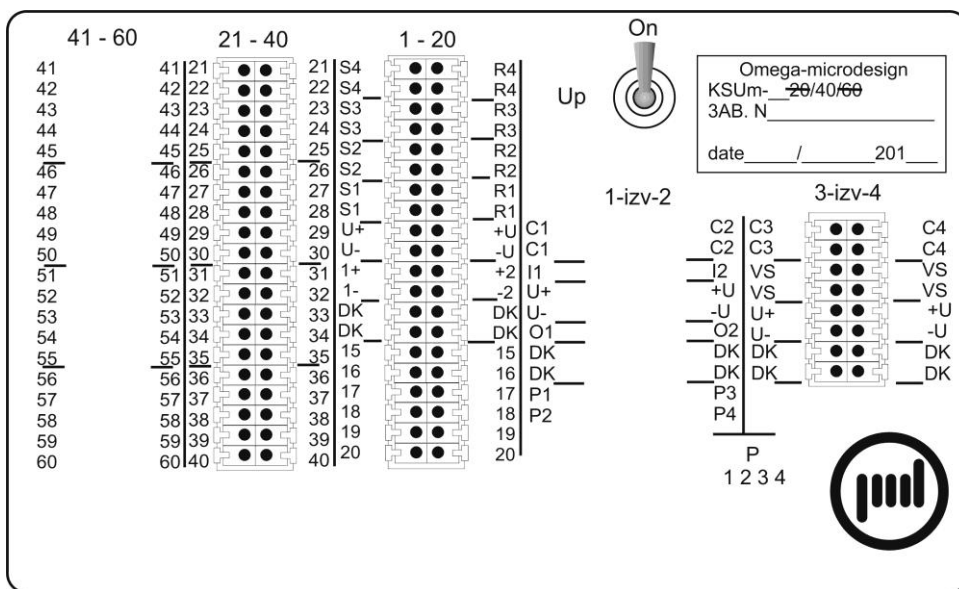 41 - 60
21 - 40
1 - 20
On
Up
Omega-microdesign
KSUm-__20/40/60
3AB. N_________________
date_____/_______201___
1-izv-2
3-izv-4
41 41 21 21 S4 R4
42 42 22 22 S4 R4
43 43 23 23 S3 R3
44 44 24 24 S3 R3
45 45 25 25 S2 R2
46 46 26 26 S2 R2
47 47 27 27 S1 R1
48 48 28 28 S1 R1
49 49 29 29 U+ +U C1 C2 C3 C4
50 50 30 30 U- -U C1 C2 C3 C4
51 51 31 31 1+ +2 I1 I2 VS VS
52 52 32 32 1- -2 U+ +U VS VS
53 53 33 33 DK DK U- -U U+ +U
54 54 34 34 DK DK O1 O2 U- -U
55 55 35 35 15 15 DK DK DK DK
56 56 36 36 16 16 DK DK DK DK
57 57 37 37 17 17 P1 P3
58 58 38 38 18 18 P2 P4
59 59 39 39 19 19
60 60 40 40 20 20
P
1 2 3 4